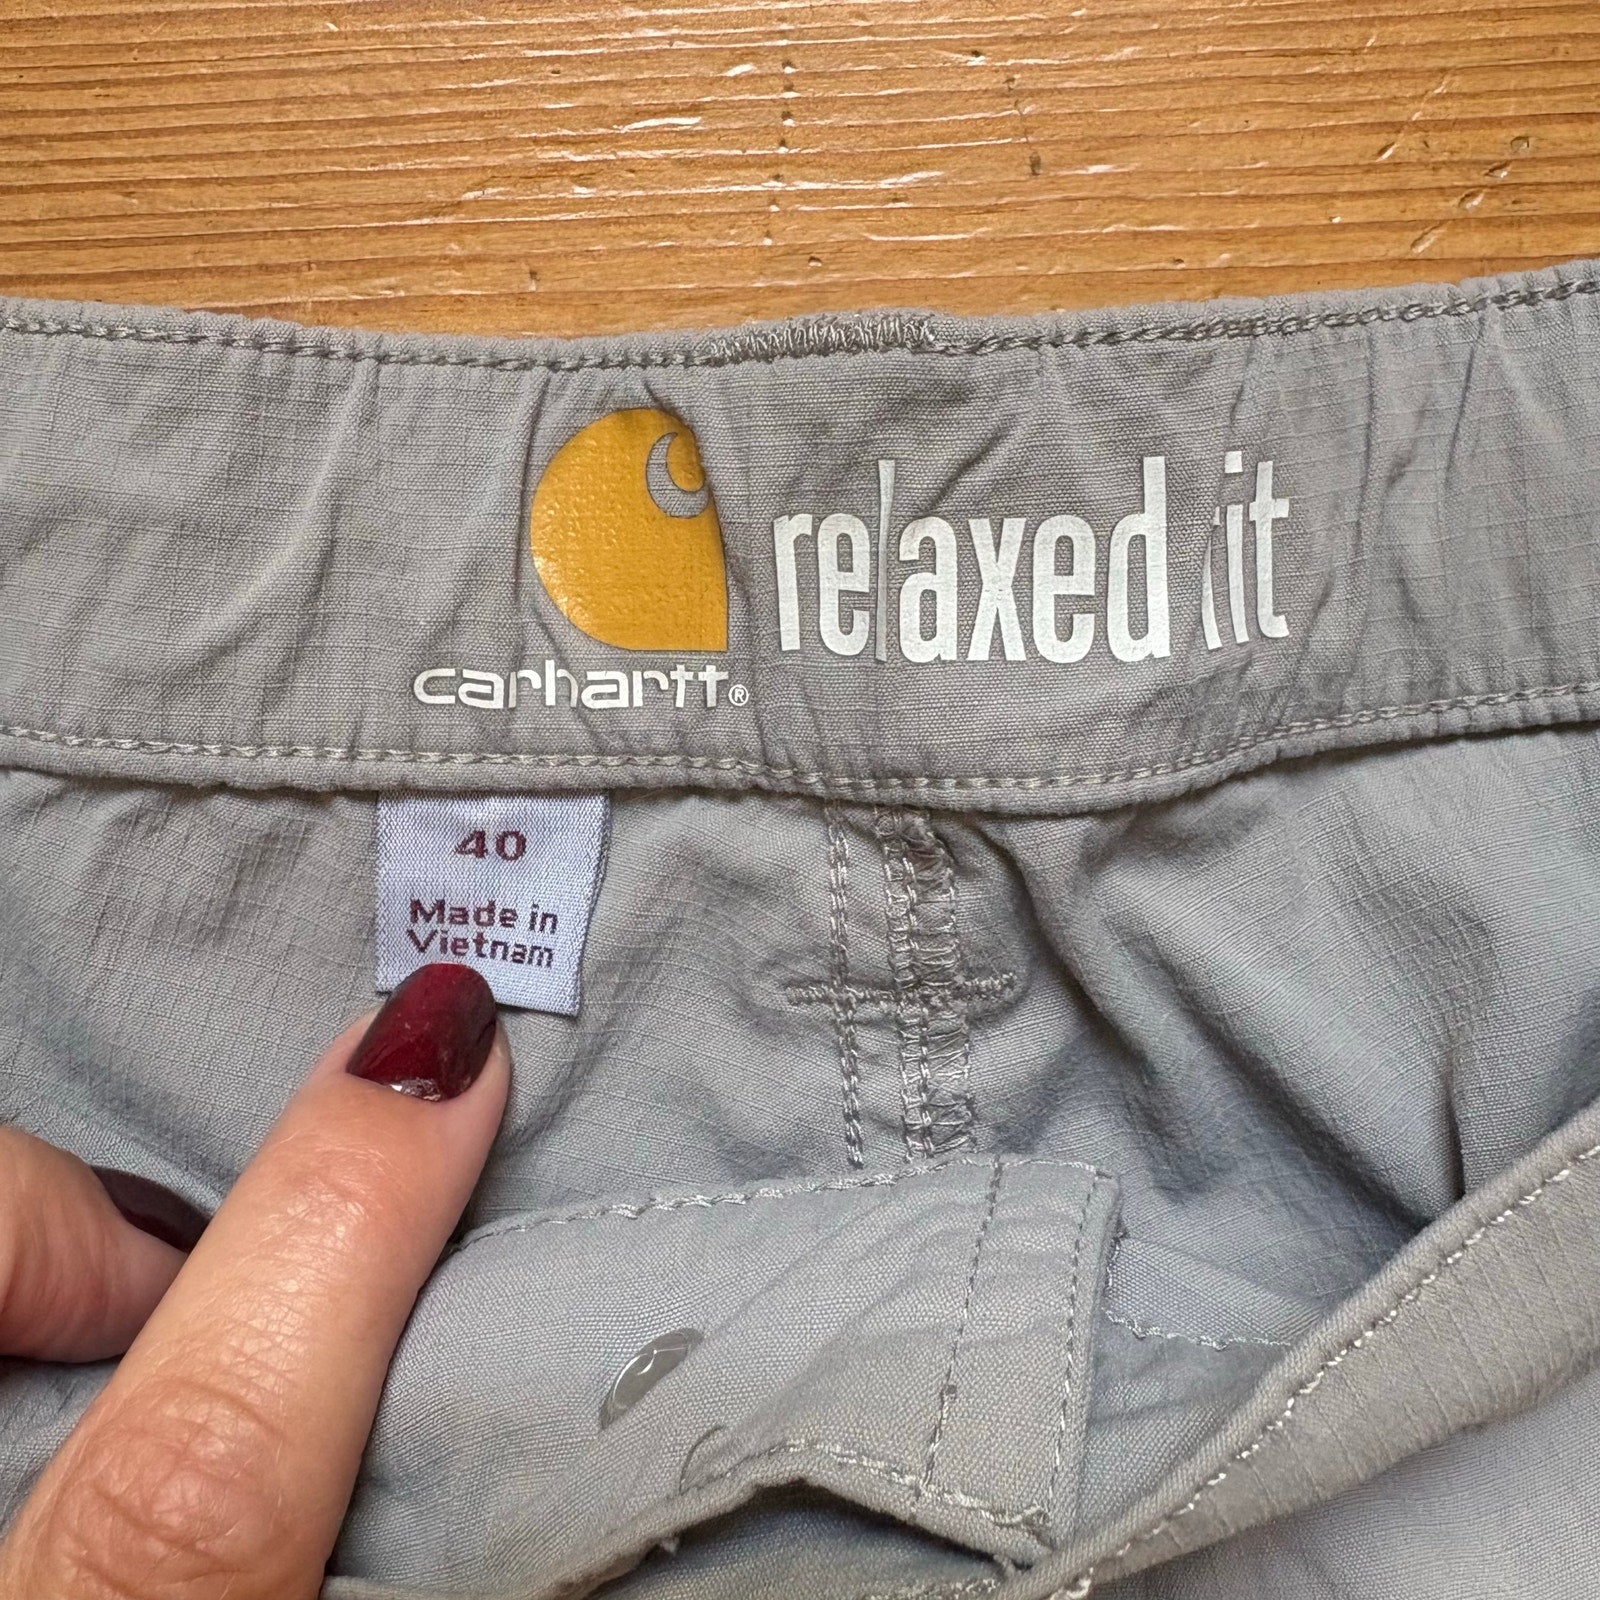 carhartt®
relaxed fit
40
Made in
Vietnam